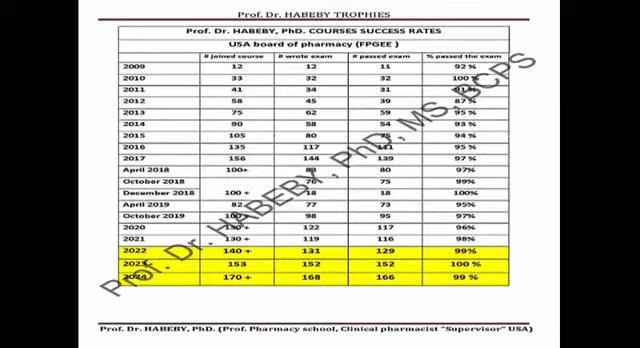 Prof. Dr. HABEBY TROPHIES
Prof. Dr. HABEBY, PhD. COURSES SUCCESS RATES
USA board of pharmacy (FPGEE )
# joined course # wrote exam # passed exam % passed the exam
2009 12 12 11 92 %
2010 33 32 32 100 %
2011 41 34 31 91 %
2012 58 45 39 87 %
2013 75 62 59 95 %
2014 90 58 54 93 %
2015 105 80 75 94 %
2016 135 117 111 95 %
2017 156 144 139 97 %
April 2018 100+ 80 97%
October 2018 76 75 99%
December 2018 100 + 18 18 100%
April 2019 82+ 77 73 95%
October 2019 100 + 98 95 97%
2020 130 + 122 117 96%
2021 130 + 119 116 98%
2022 140 + 131 129 99%
2023 153 152 152 100 %
2024 170 + 168 166 99 %
Prof. Dr. HABEBY, PhD, MS, BCPS
Prof. Dr. HABEBY, PhD. (Prof. Pharmacy school, Clinical pharmacist "Supervisor" USA)